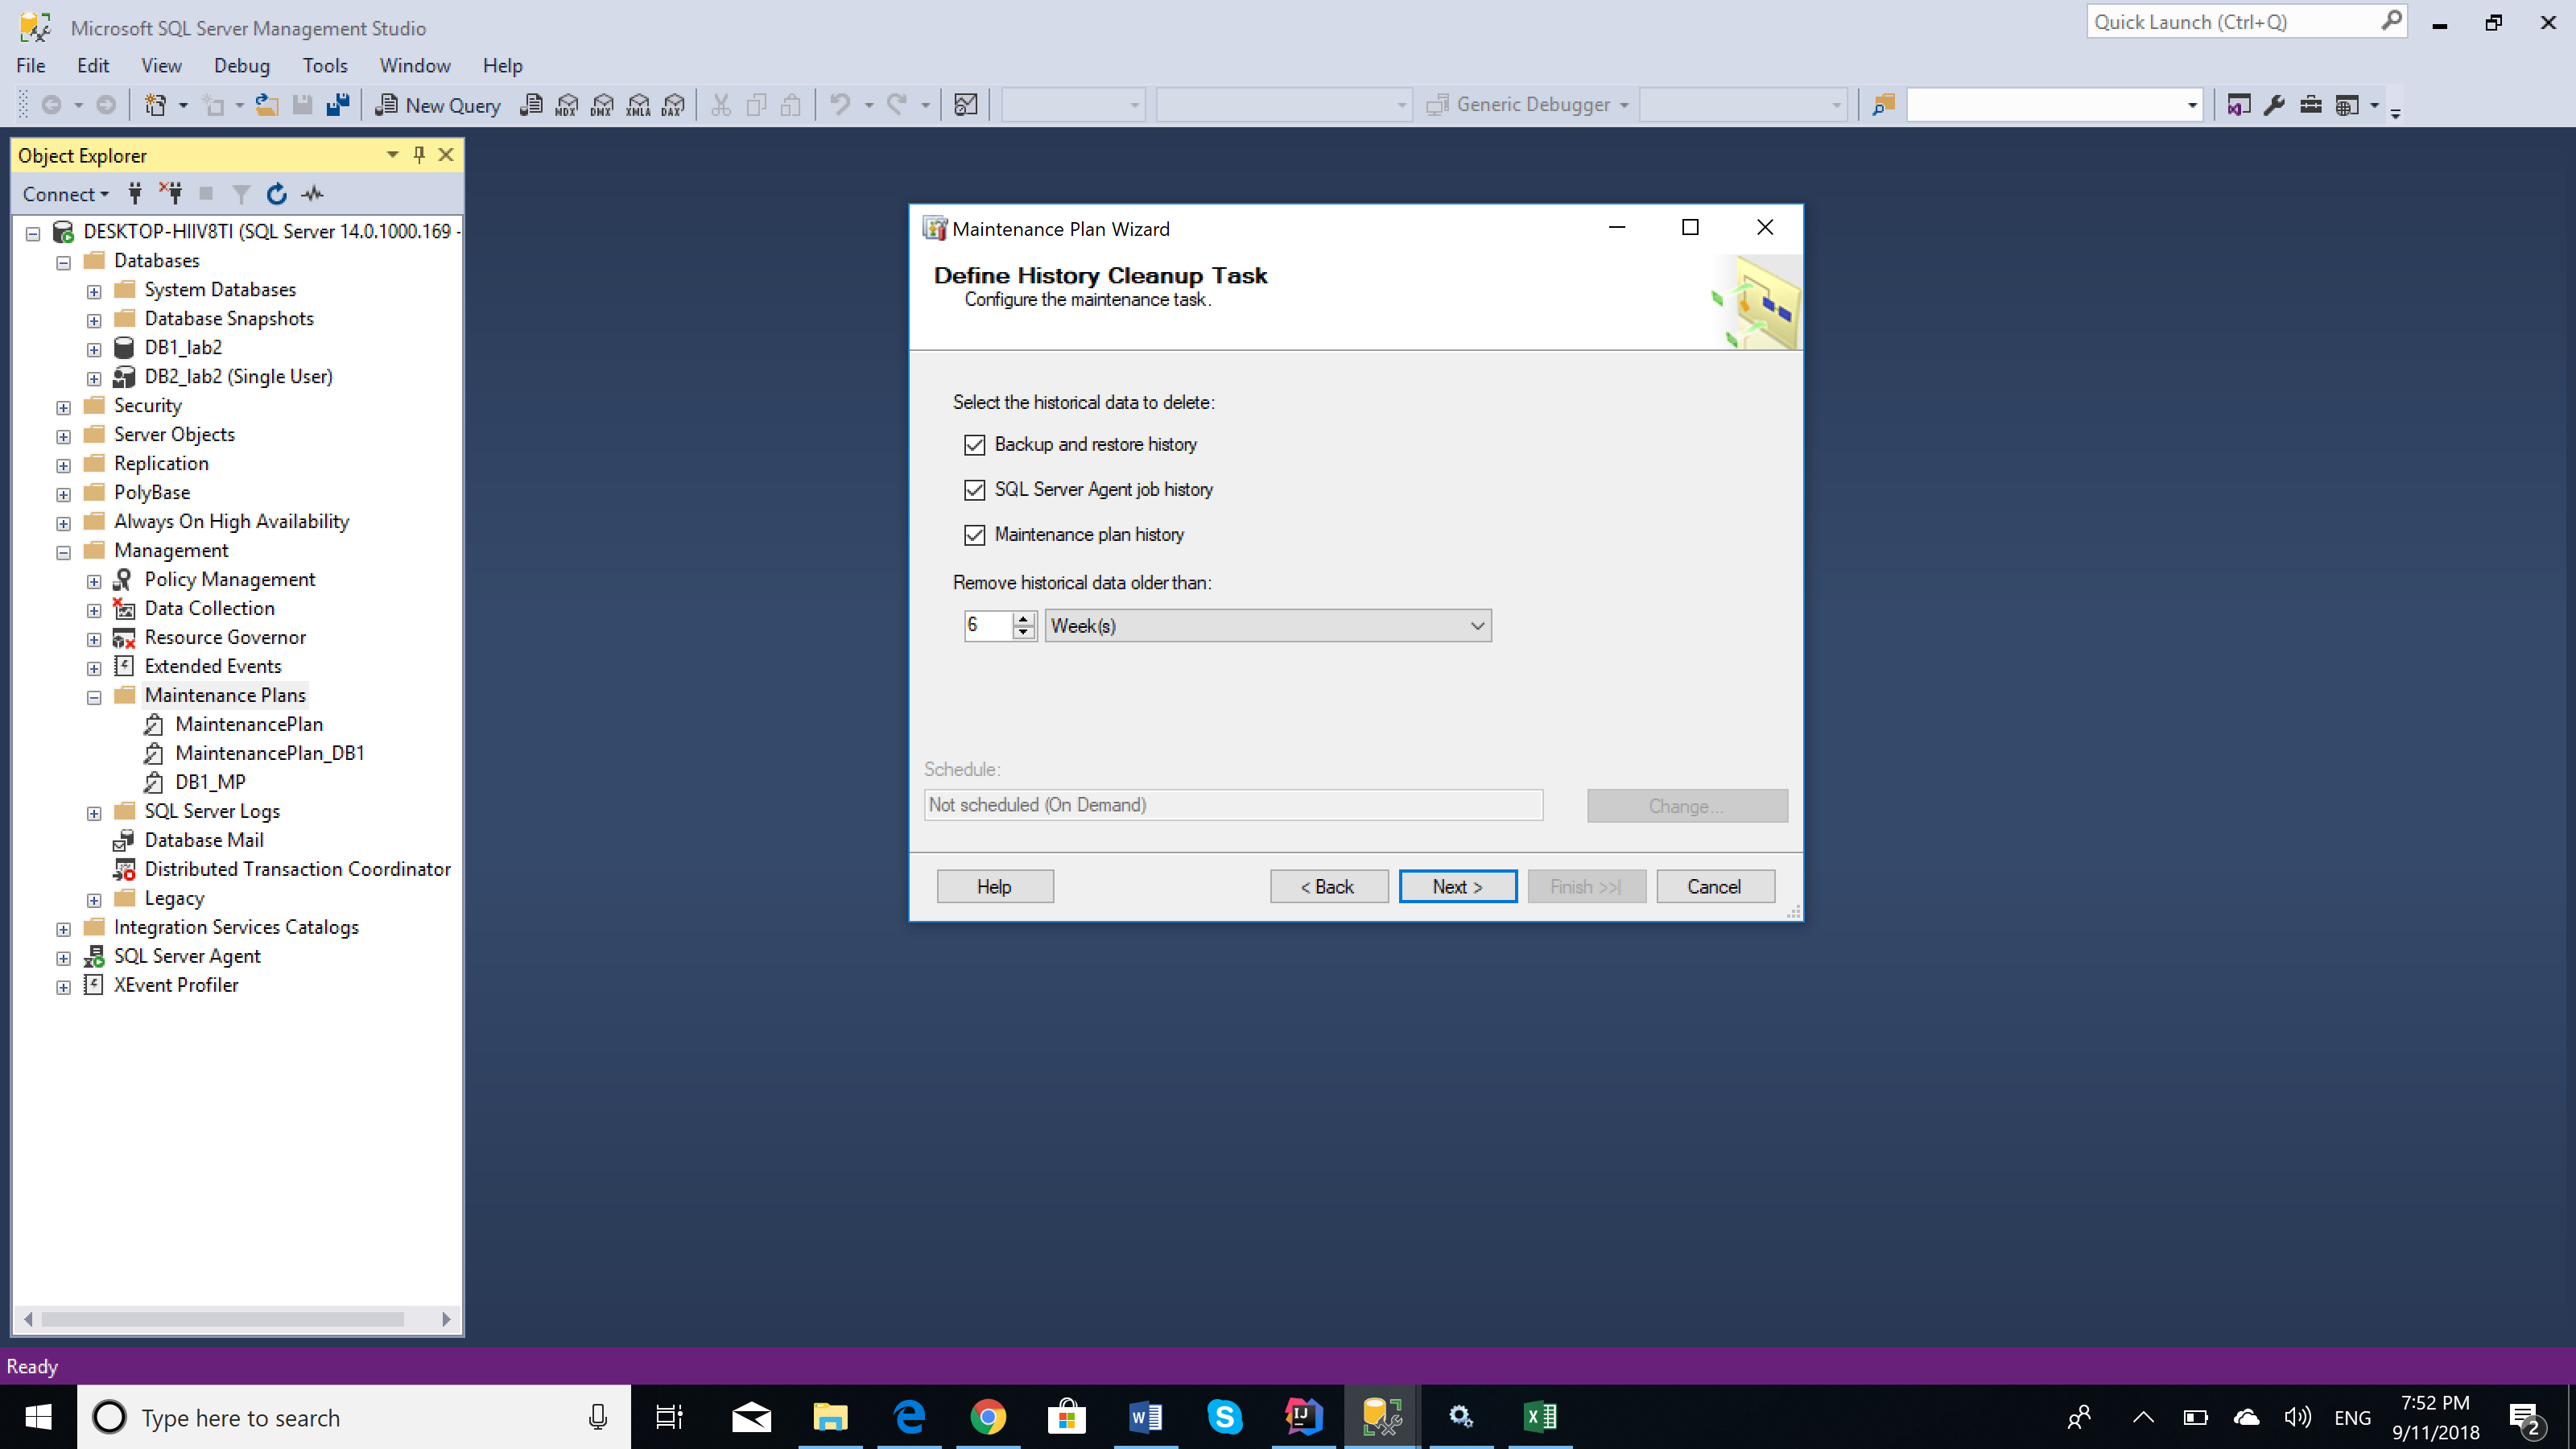 Microsoft SQL Server Management Studio
Quick Launch (Ctrl+Q)
File Edit View Debug Tools Window Help
New Query MDX DMX XMLA DAX Generic Debugger
Object Explorer
Connect
DESKTOP-HIIV8TI (SQL Server 14.0.1000.169 -
Databases
System Databases
Database Snapshots
DB1_lab2
DB2_lab2 (Single User)
Security
Server Objects
Replication
PolyBase
Always On High Availability
Management
Policy Management
Data Collection
Resource Governor
Extended Events
Maintenance Plans
MaintenancePlan
MaintenancePlan_DB1
DB1_MP
SQL Server Logs
Database Mail
Distributed Transaction Coordinator
Legacy
Integration Services Catalogs
SQL Server Agent
XEvent Profiler
Maintenance Plan Wizard
Define History Cleanup Task
Configure the maintenance task.
Select the historical data to delete:
Backup and restore history
SQL Server Agent job history
Maintenance plan history
Remove historical data older than:
6 Week(s)
Schedule:
Not scheduled (On Demand) Change...
Help < Back Next > Finish >>| Cancel
Ready
Type here to search
ENG
7:52 PM
9/11/2018
2